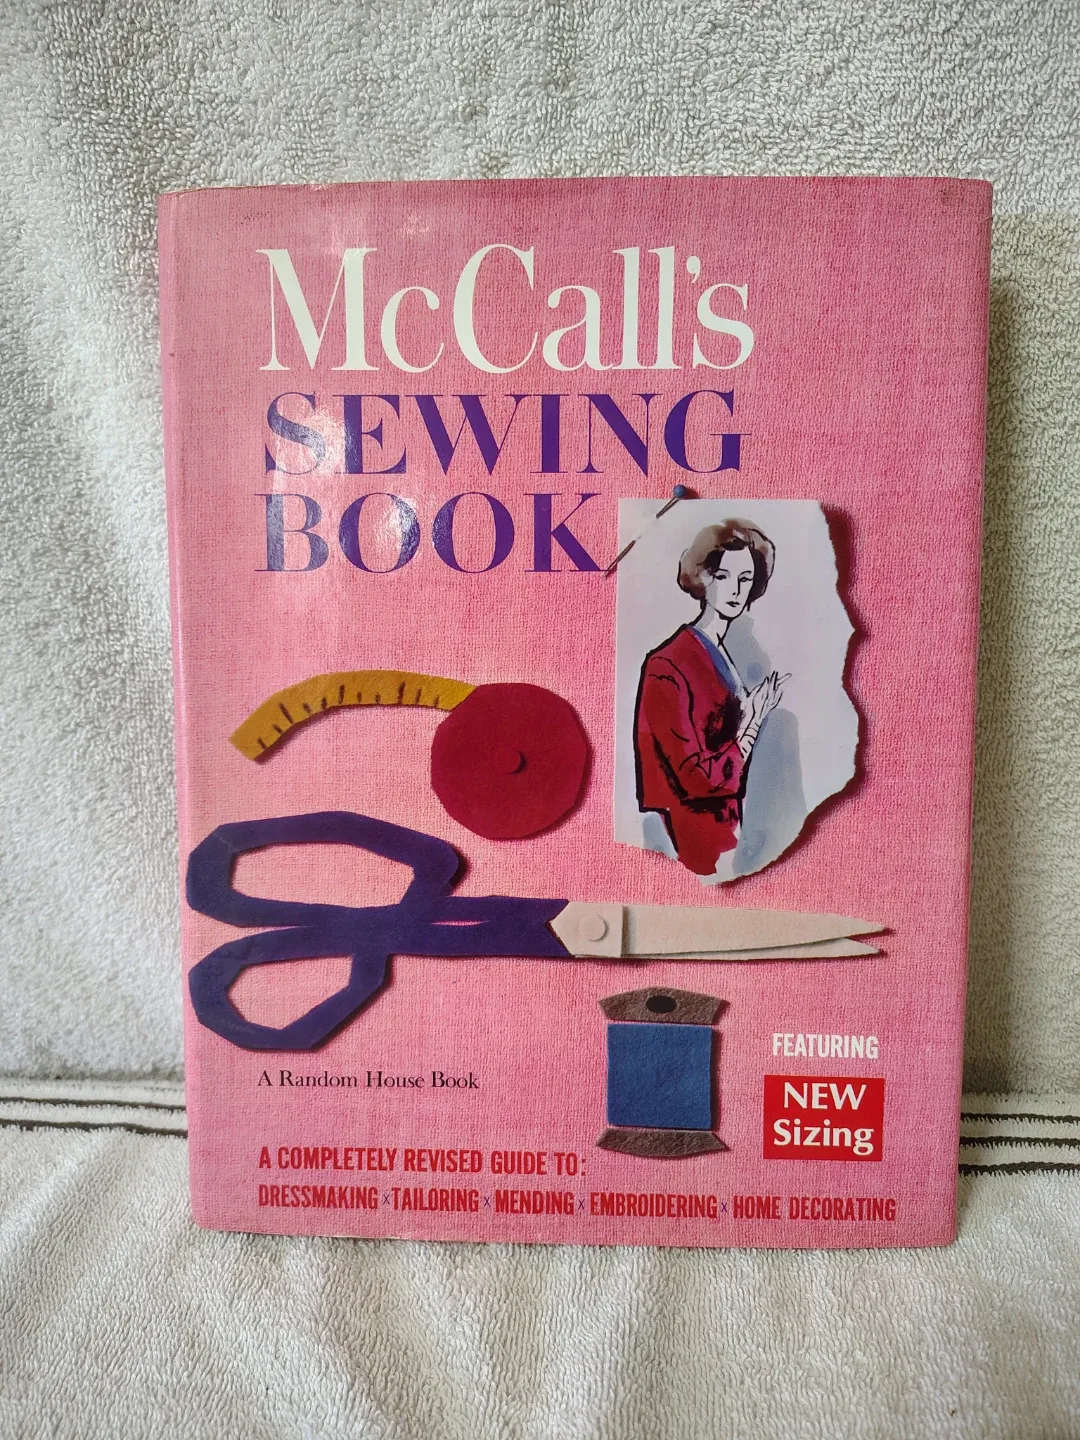 McCall's
SEWING
BOOK
A Random House Book
FEATURING
NEW
Sizing
A COMPLETELY REVISED GUIDE TO:
DRESSMAKING x TAILORING x MENDING x EMBROIDERING x HOME DECORATING